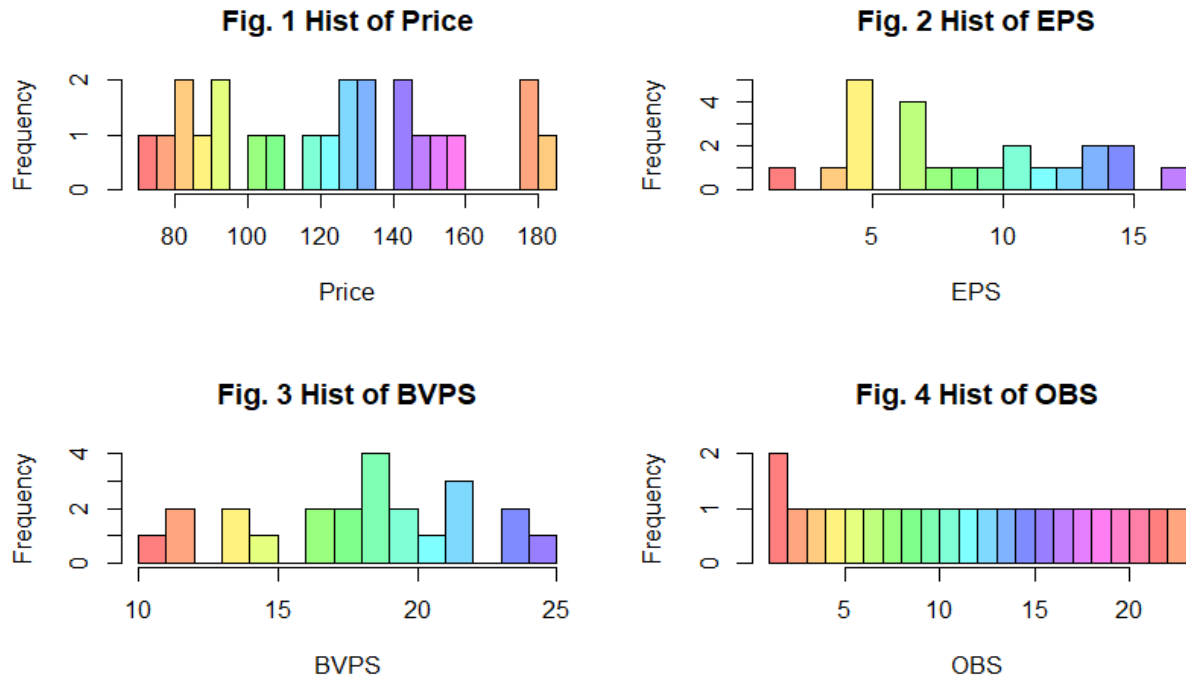 Fig. 1 Hist of Price
Frequency
0 1 2
80 100 120 140 160 180
Price
Fig. 2 Hist of EPS
Frequency
0 2 4
5 10 15
EPS
Fig. 3 Hist of BVPS
Frequency
0 2 4
10 15 20 25
BVPS
Fig. 4 Hist of OBS
Frequency
0 1 2
5 10 15 20
OBS